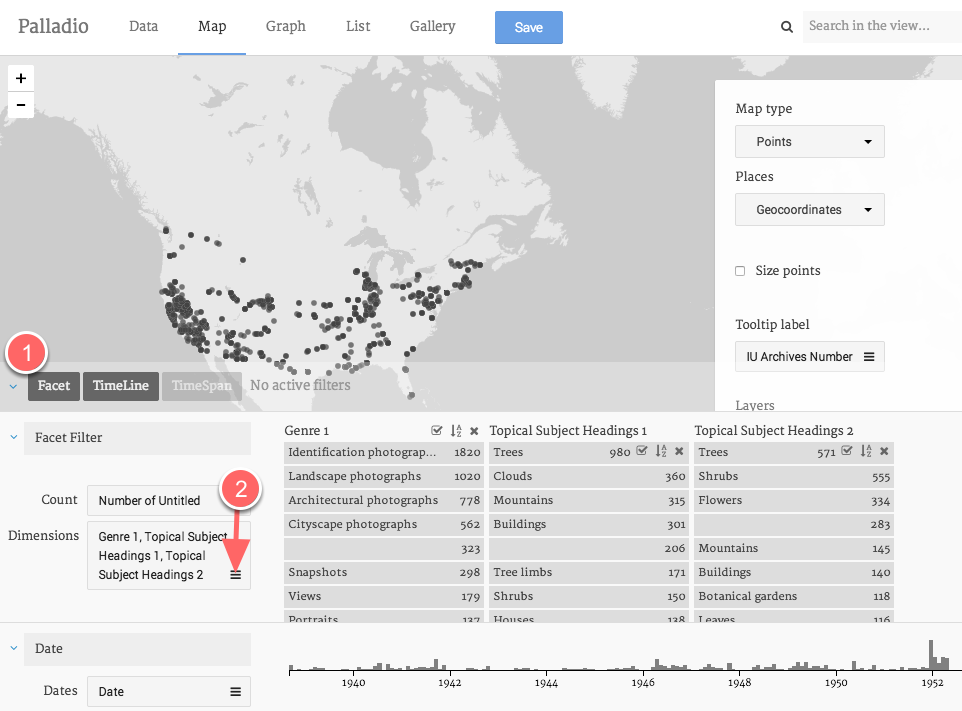 Palladio Data Map Graph List Gallery Save Search in the view...
+
−
Map type
Points
Places
Geocoordinates
Size points
Tooltip label
IU Archives Number
Layers
1
Facet TimeLine TimeSpan No active filters
Facet Filter
Count Number of Untitled
2
Dimensions Genre 1, Topical Subject
Headings 1, Topical
Subject Headings 2
Genre 1 Topical Subject Headings 1 Topical Subject Headings 2
Identification photograp... 1820 Trees 980 Trees 571
Landscape photographs 1020 Clouds 360 Shrubs 555
Architectural photographs 778 Mountains 315 Flowers 334
Cityscape photographs 562 Buildings 301 283
323 206 Mountains 145
Snapshots 298 Tree limbs 171 Buildings 140
Views 179 Shrubs 150 Botanical gardens 118
Portraits 137 Houses 138 Leaves 116
Date
Dates Date
1940 1942 1944 1946 1948 1950 1952